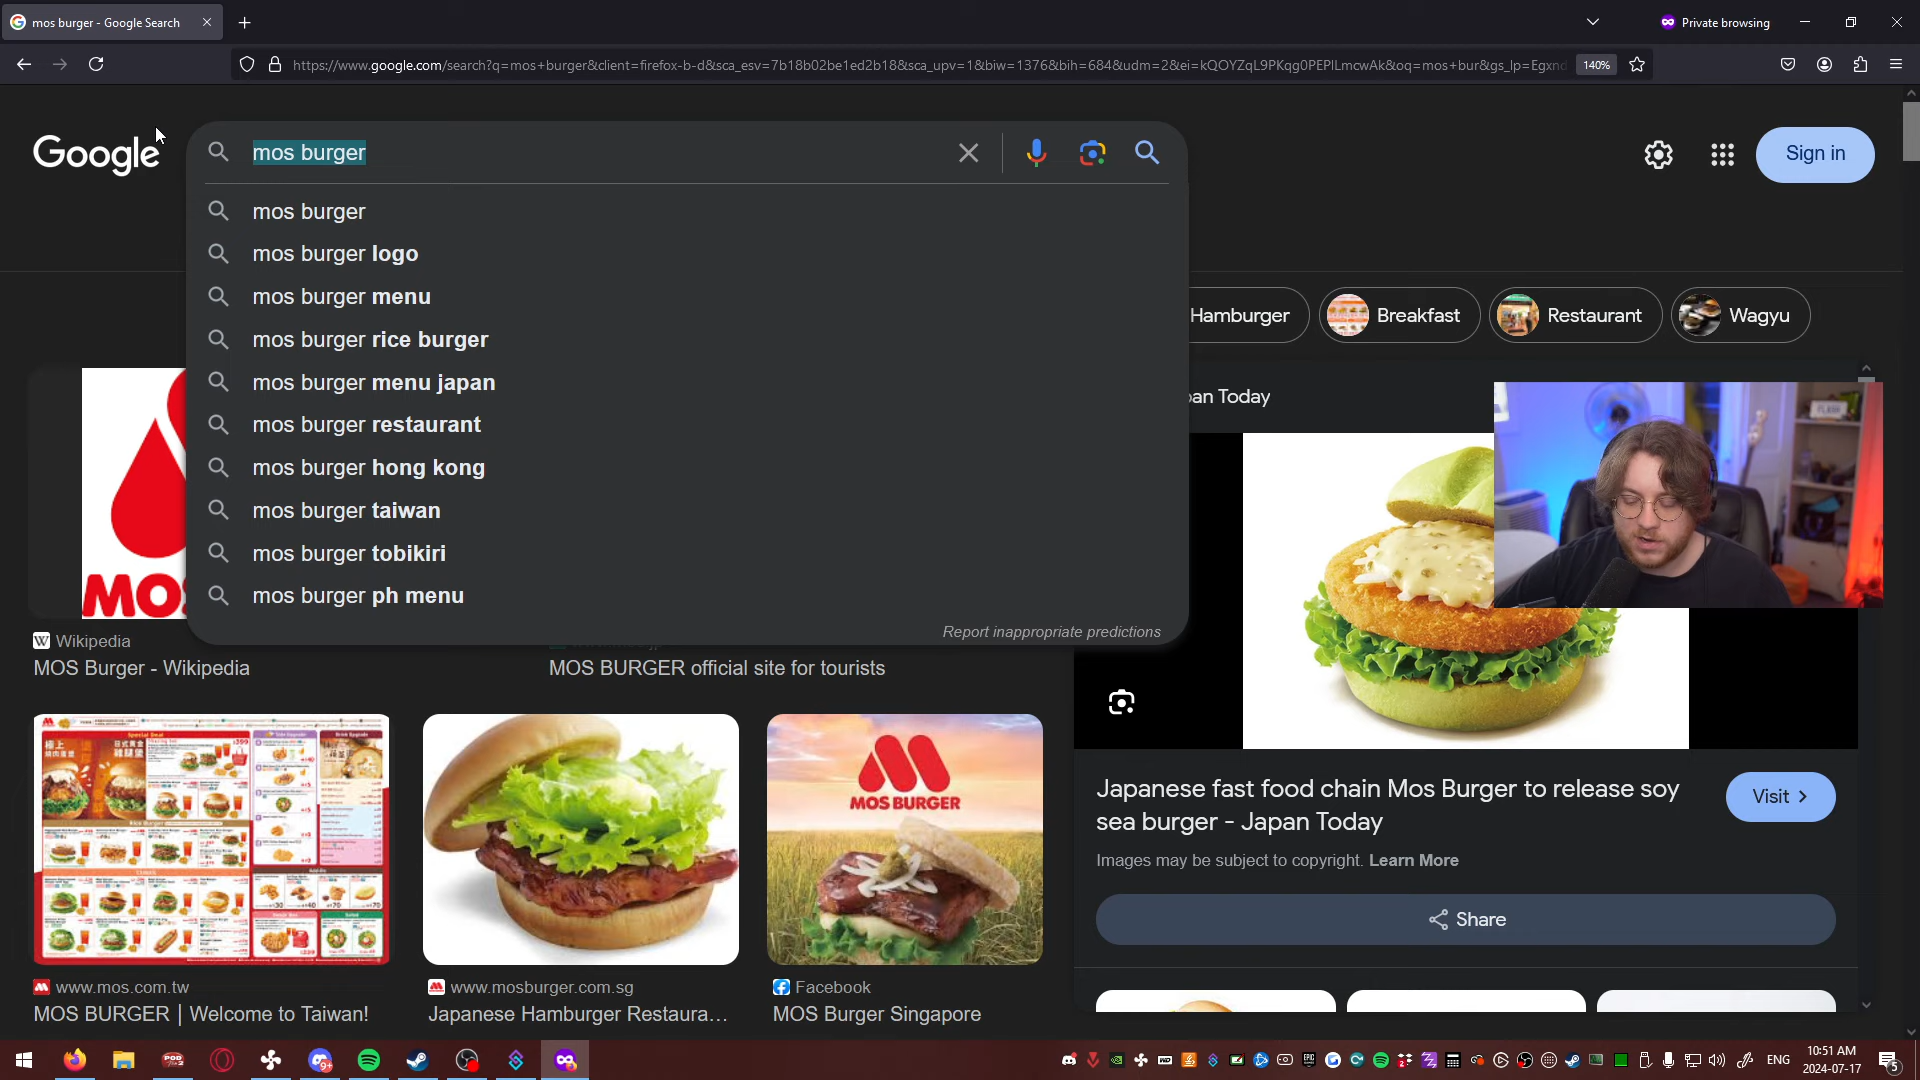 mos burger - Google Search
Private browsing
https://www.google.com/search?q=mos+burger&client=firefox-b-d&sca_esv=7b18b02be1ed2b18&sca_upv=1&biw=1376&bih=684&udm=2&ei=kQOYZqL9PKqg0PEPILmcwAk&oq=mos+bur&gs_lp=Egxnd
140%
Google
mos burger
Sign in
mos burger
mos burger logo
mos burger menu
mos burger rice burger
mos burger menu japan
mos burger restaurant
mos burger hong kong
mos burger taiwan
mos burger tobikiri
mos burger ph menu
Report inappropriate predictions
Hamburger
Breakfast
Restaurant
Wagyu
an Today
MOS
Wikipedia
MOS Burger - Wikipedia
MOS BURGER official site for tourists
MOS BURGER
www.mos.com.tw
MOS BURGER | Welcome to Taiwan!
www.mosburger.com.sg
Japanese Hamburger Restaura...
Facebook
MOS Burger Singapore
Japanese fast food chain Mos Burger to release soy
sea burger - Japan Today
Visit
Images may be subject to copyright. Learn More
Share
9+
ENG
10:51 AM
2024-07-17
5